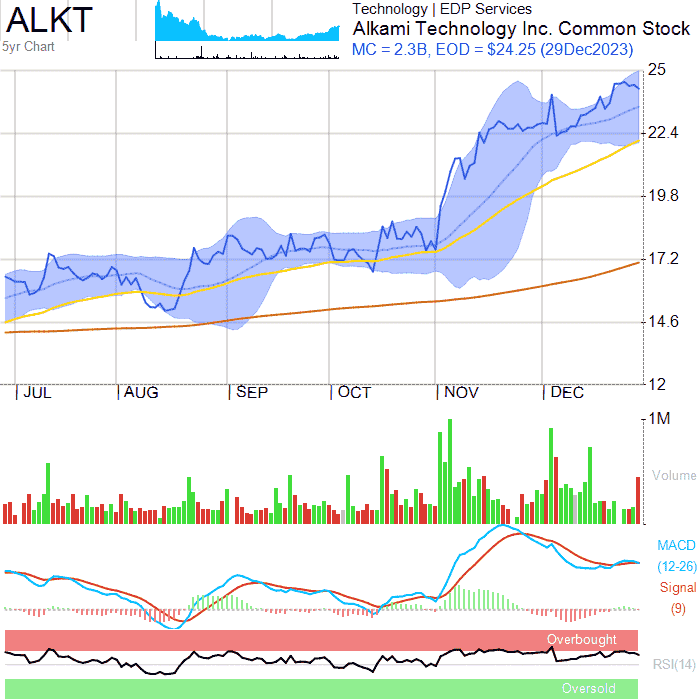 ALKT
5yr Chart
Technology | EDP Services
Alkami Technology Inc. Common Stock
MC = 2.3B, EOD = $24.25 (29Dec2023)
25
22.4
19.8
17.2
14.6
12
JUL AUG SEP OCT NOV DEC
1M
Volume
MACD
(12-26)
Signal
(9)
Overbought
RSI(14)
Oversold